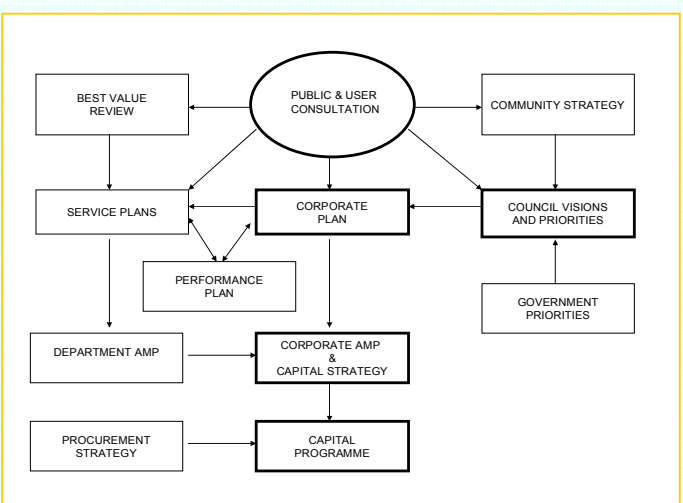 PUBLIC & USER
CONSULTATION
BEST VALUE
REVIEW
COMMUNITY STRATEGY
SERVICE PLANS
CORPORATE
PLAN
COUNCIL VISIONS
AND PRIORITIES
PERFORMANCE
PLAN
GOVERNMENT
PRIORITIES
DEPARTMENT AMP
CORPORATE AMP
&
CAPITAL STRATEGY
PROCUREMENT
STRATEGY
CAPITAL
PROGRAMME